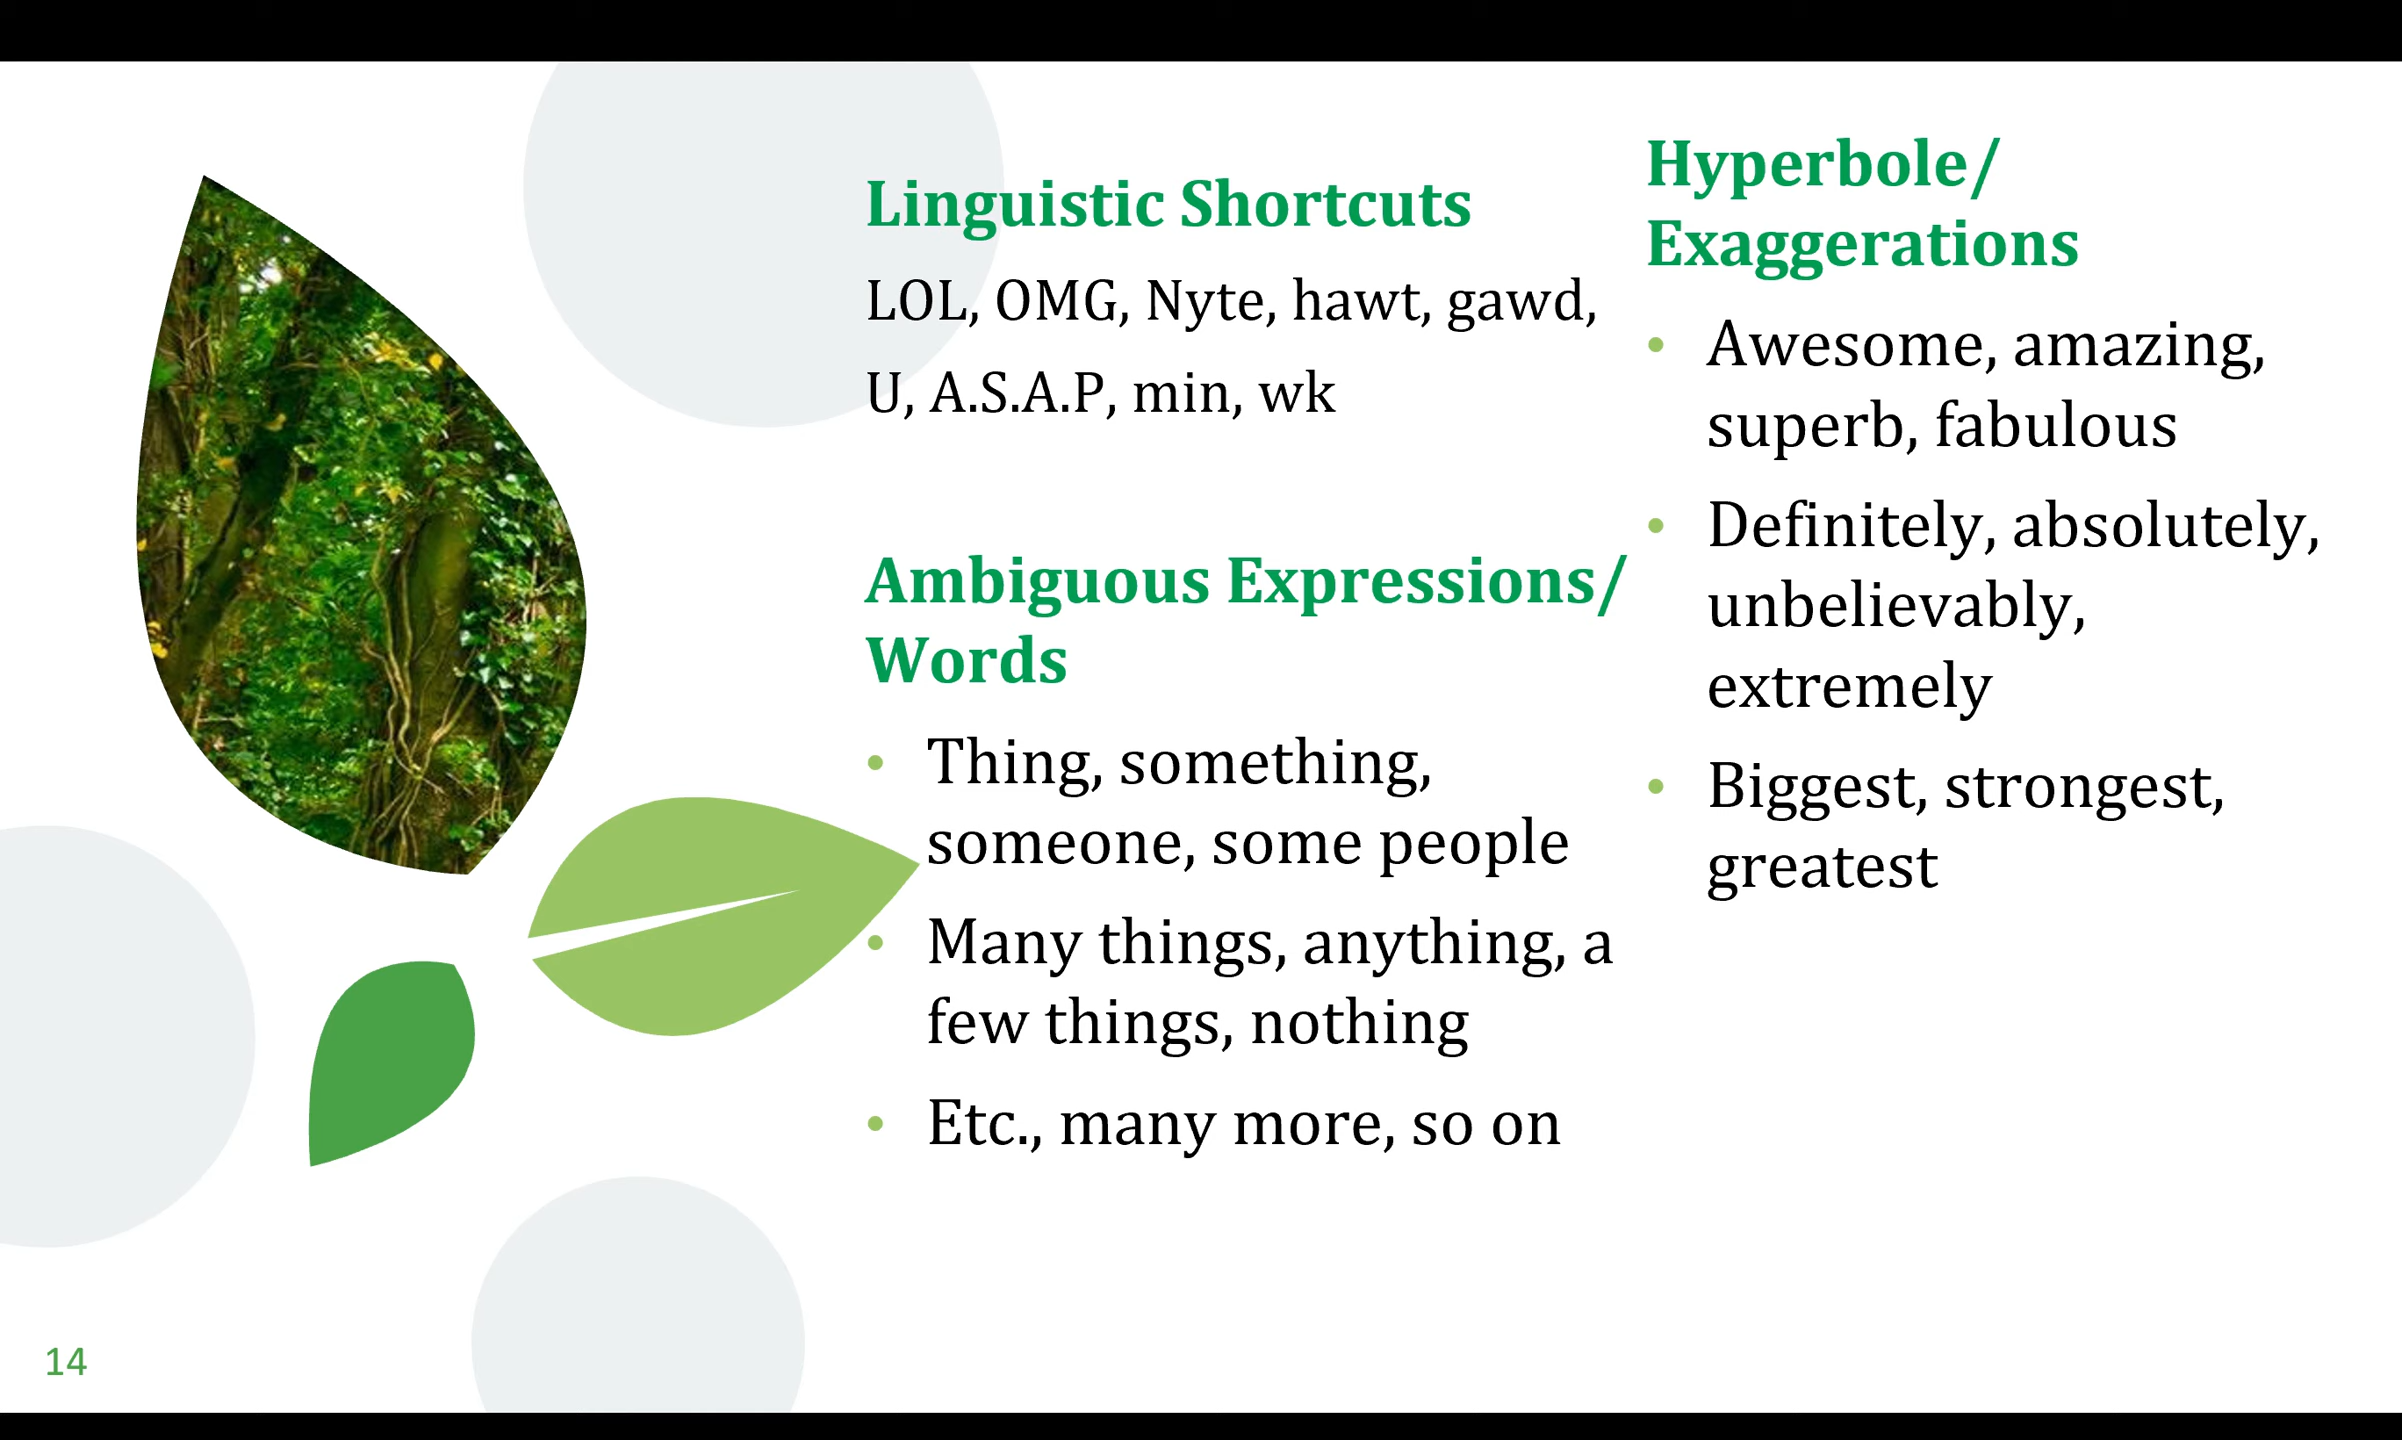 Linguistic Shortcuts
LOL, OMG, Nyte, hawt, gawd,
U, A.S.A.P, min, wk
Ambiguous Expressions/
Words
• Thing, something,
someone, some people
• Many things, anything, a
few things, nothing
• Etc., many more, so on
Hyperbole/
Exaggerations
• Awesome, amazing,
superb, fabulous
• Definitely, absolutely,
unbelievably,
extremely
• Biggest, strongest,
greatest
14